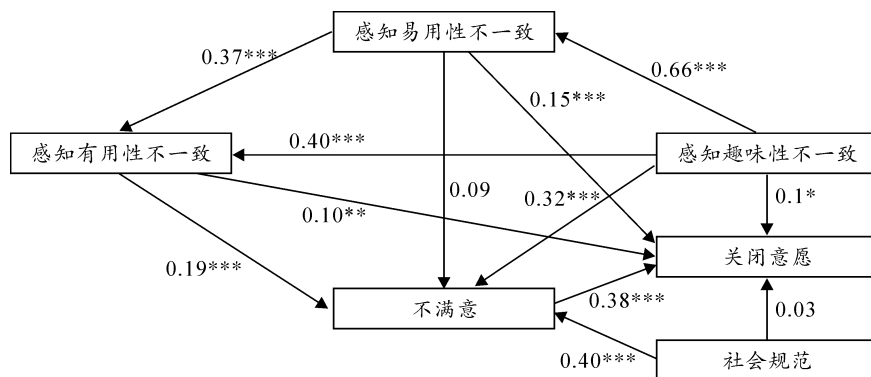 感知易用性不一致
0.37***
0.66***
0.15***
感知有用性不一致
0.40***
感知趣味性不一致
0.09
0.32***
0.1*
0.10**
关闭意愿
0.19***
不满意
0.38***
0.03
0.40***
社会规范